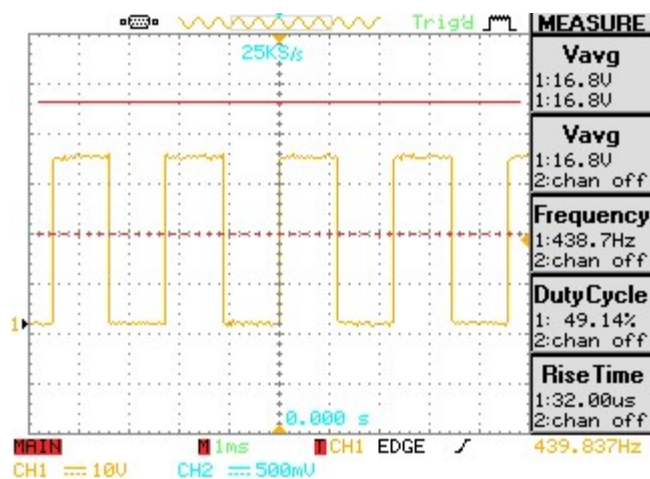 Trig'd
MEASURE
25KS/s
Vavg
1:16.8V
1:16.8V
Vavg
1:16.8V
2:chan off
Frequency
1:438.7Hz
2:chan off
DutyCycle
1: 49.14%
2:chan off
RiseTime
1:32.00us
2:chan off
1
0.000 s
MAIN M 1ms T CH1 EDGE 439.837Hz
CH1 10V CH2 500mV